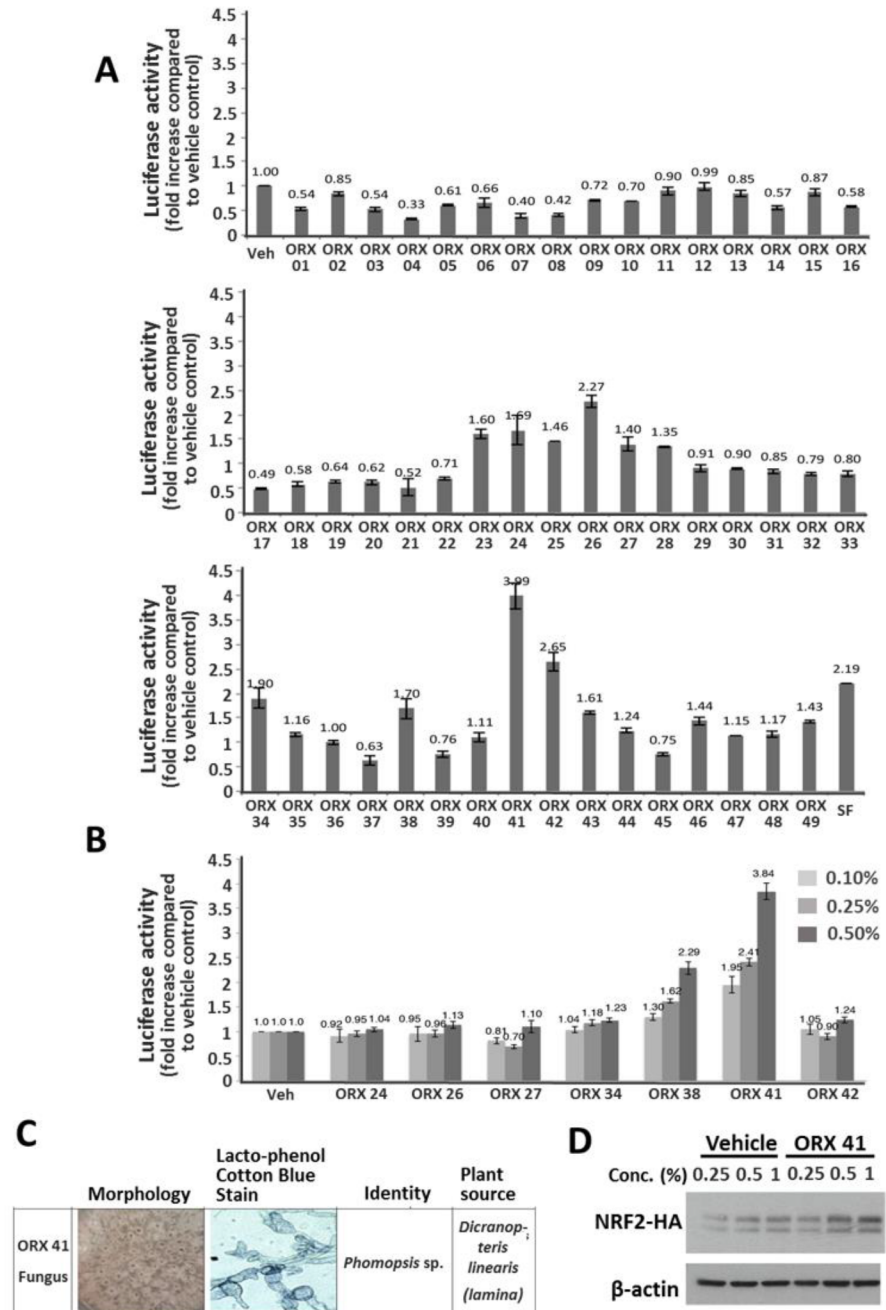 A
Luciferase activity
(fold increase compared
to vehicle control)
4.5
4
3.5
3
2.5
2
1.5
1
0.5
0
1.00 0.54 0.85 0.54 0.33 0.61 0.66 0.40 0.42 0.72 0.70 0.90 0.99 0.85 0.57 0.87 0.58
Veh ORX ORX ORX ORX ORX ORX ORX ORX ORX ORX ORX ORX ORX ORX ORX ORX
01 02 03 04 05 06 07 08 09 10 11 12 13 14 15 16
Luciferase activity
(fold increase compared
to vehicle control)
4.5
4
3.5
3
2.5
2
1.5
1
0.5
0
0.49 0.58 0.64 0.62 0.52 0.71 1.60 1.69 1.46 2.27 1.40 1.35 0.91 0.90 0.85 0.79 0.80
ORX ORX ORX ORX ORX ORX ORX ORX ORX ORX ORX ORX ORX ORX ORX ORX ORX
17 18 19 20 21 22 23 24 25 26 27 28 29 30 31 32 33
Luciferase activity
(fold increase compared
to vehicle control)
4.5
4
3.5
3
2.5
2
1.5
1
0.5
0
1.90 1.16 1.00 0.63 1.70 0.76 1.11 3.99 2.65 1.61 1.24 0.75 1.44 1.15 1.17 1.43 2.19
ORX ORX ORX ORX ORX ORX ORX ORX ORX ORX ORX ORX ORX ORX ORX ORX SF
34 35 36 37 38 39 40 41 42 43 44 45 46 47 48 49
B
Luciferase activity
(fold increase compared
to vehicle control)
4.5
4
3.5
3
2.5
2
1.5
1
0.5
0
0.10%
0.25%
0.50%
1.0 1.0 1.0 0.92 0.95 1.04 0.95 0.96 1.13 0.81 0.70 1.10 1.04 1.18 1.23 1.30 1.62 2.29 1.95 2.41 3.84 1.05 0.90 1.24
Veh ORX 24 ORX 26 ORX 27 ORX 34 ORX 38 ORX 41 ORX 42
C
Morphology
Lacto-phenol
Cotton Blue
Stain
Identity
Plant
source
ORX 41
Fungus
Phomopsis sp.
Dicranop-
teris
linearis
(lamina)
D
Vehicle ORX 41
Conc. (%) 0.25 0.5 1 0.25 0.5 1
NRF2-HA
β-actin